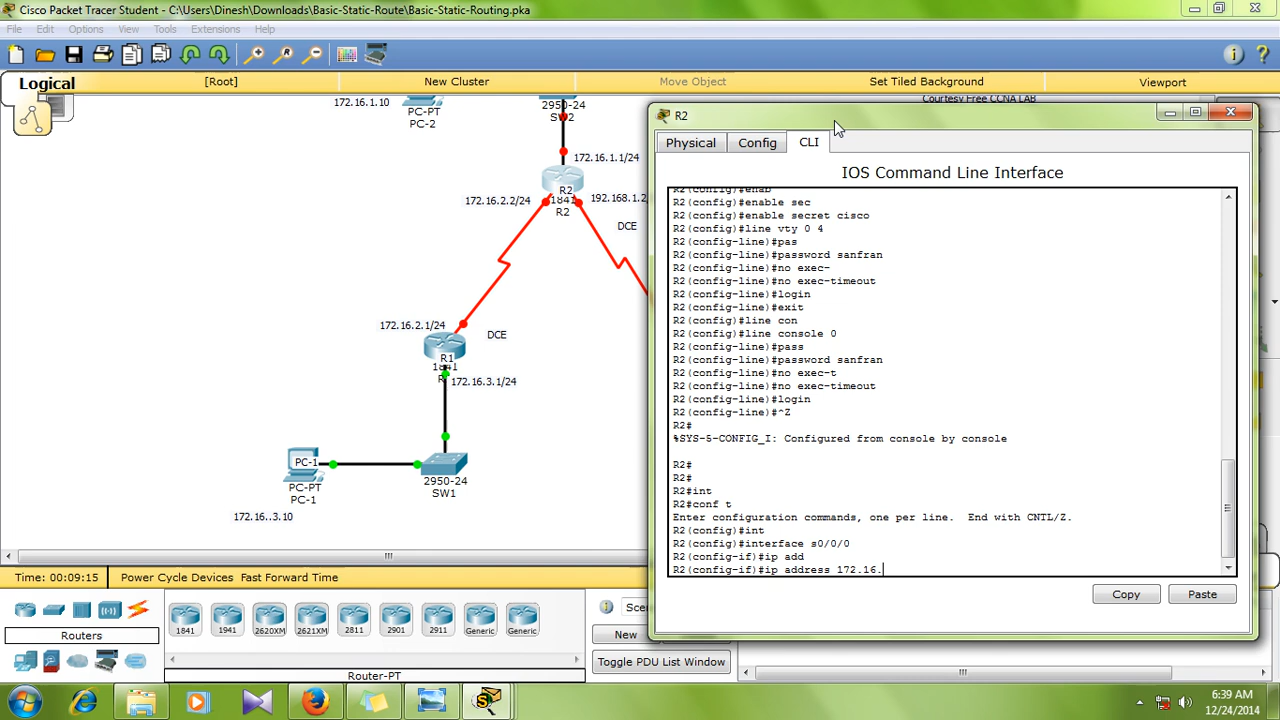 Cisco Packet Tracer Student - C:\Users\Dinesh\Downloads\Basic-Static-Route\Basic-Static-Routing.pka
File Edit Options View Tools Extensions Help
Logical [Root] New Cluster Move Object Set Tiled Background Viewport
172.16.1.10
PC-PT
PC-2
2950-24
SW2
Courtesy Free CCNA LAB
172.16.1.1/24
R2
1841
R2
172.16.2.2/24
192.168.1.2/
DCE
172.16.2.1/24
DCE
R1
1841
172.16.3.1/24
PC-1
PC-PT
PC-1
2950-24
SW1
172.16..3.10
R2
Physical Config CLI
IOS Command Line Interface
R2(config)#enab
R2(config)#enable sec
R2(config)#enable secret cisco
R2(config)#line vty 0 4
R2(config-line)#pas
R2(config-line)#password sanfran
R2(config-line)#no exec-
R2(config-line)#no exec-timeout
R2(config-line)#login
R2(config-line)#exit
R2(config)#line con
R2(config)#line console 0
R2(config-line)#pass
R2(config-line)#password sanfran
R2(config-line)#no exec-t
R2(config-line)#no exec-timeout
R2(config-line)#login
R2(config-line)#^Z
R2#
%SYS-5-CONFIG_I: Configured from console by console
R2#
R2#
R2#int
R2#conf t
Enter configuration commands, one per line.  End with CNTL/Z.
R2(config)#int
R2(config)#interface s0/0/0
R2(config-if)#ip add
R2(config-if)#ip address 172.16.
Copy Paste
Time: 00:09:15 Power Cycle Devices Fast Forward Time
Routers
1841 1941 2620XM 2621XM 2811 2901 2911 Generic Generic
Router-PT
New
Toggle PDU List Window
6:39 AM
12/24/2014